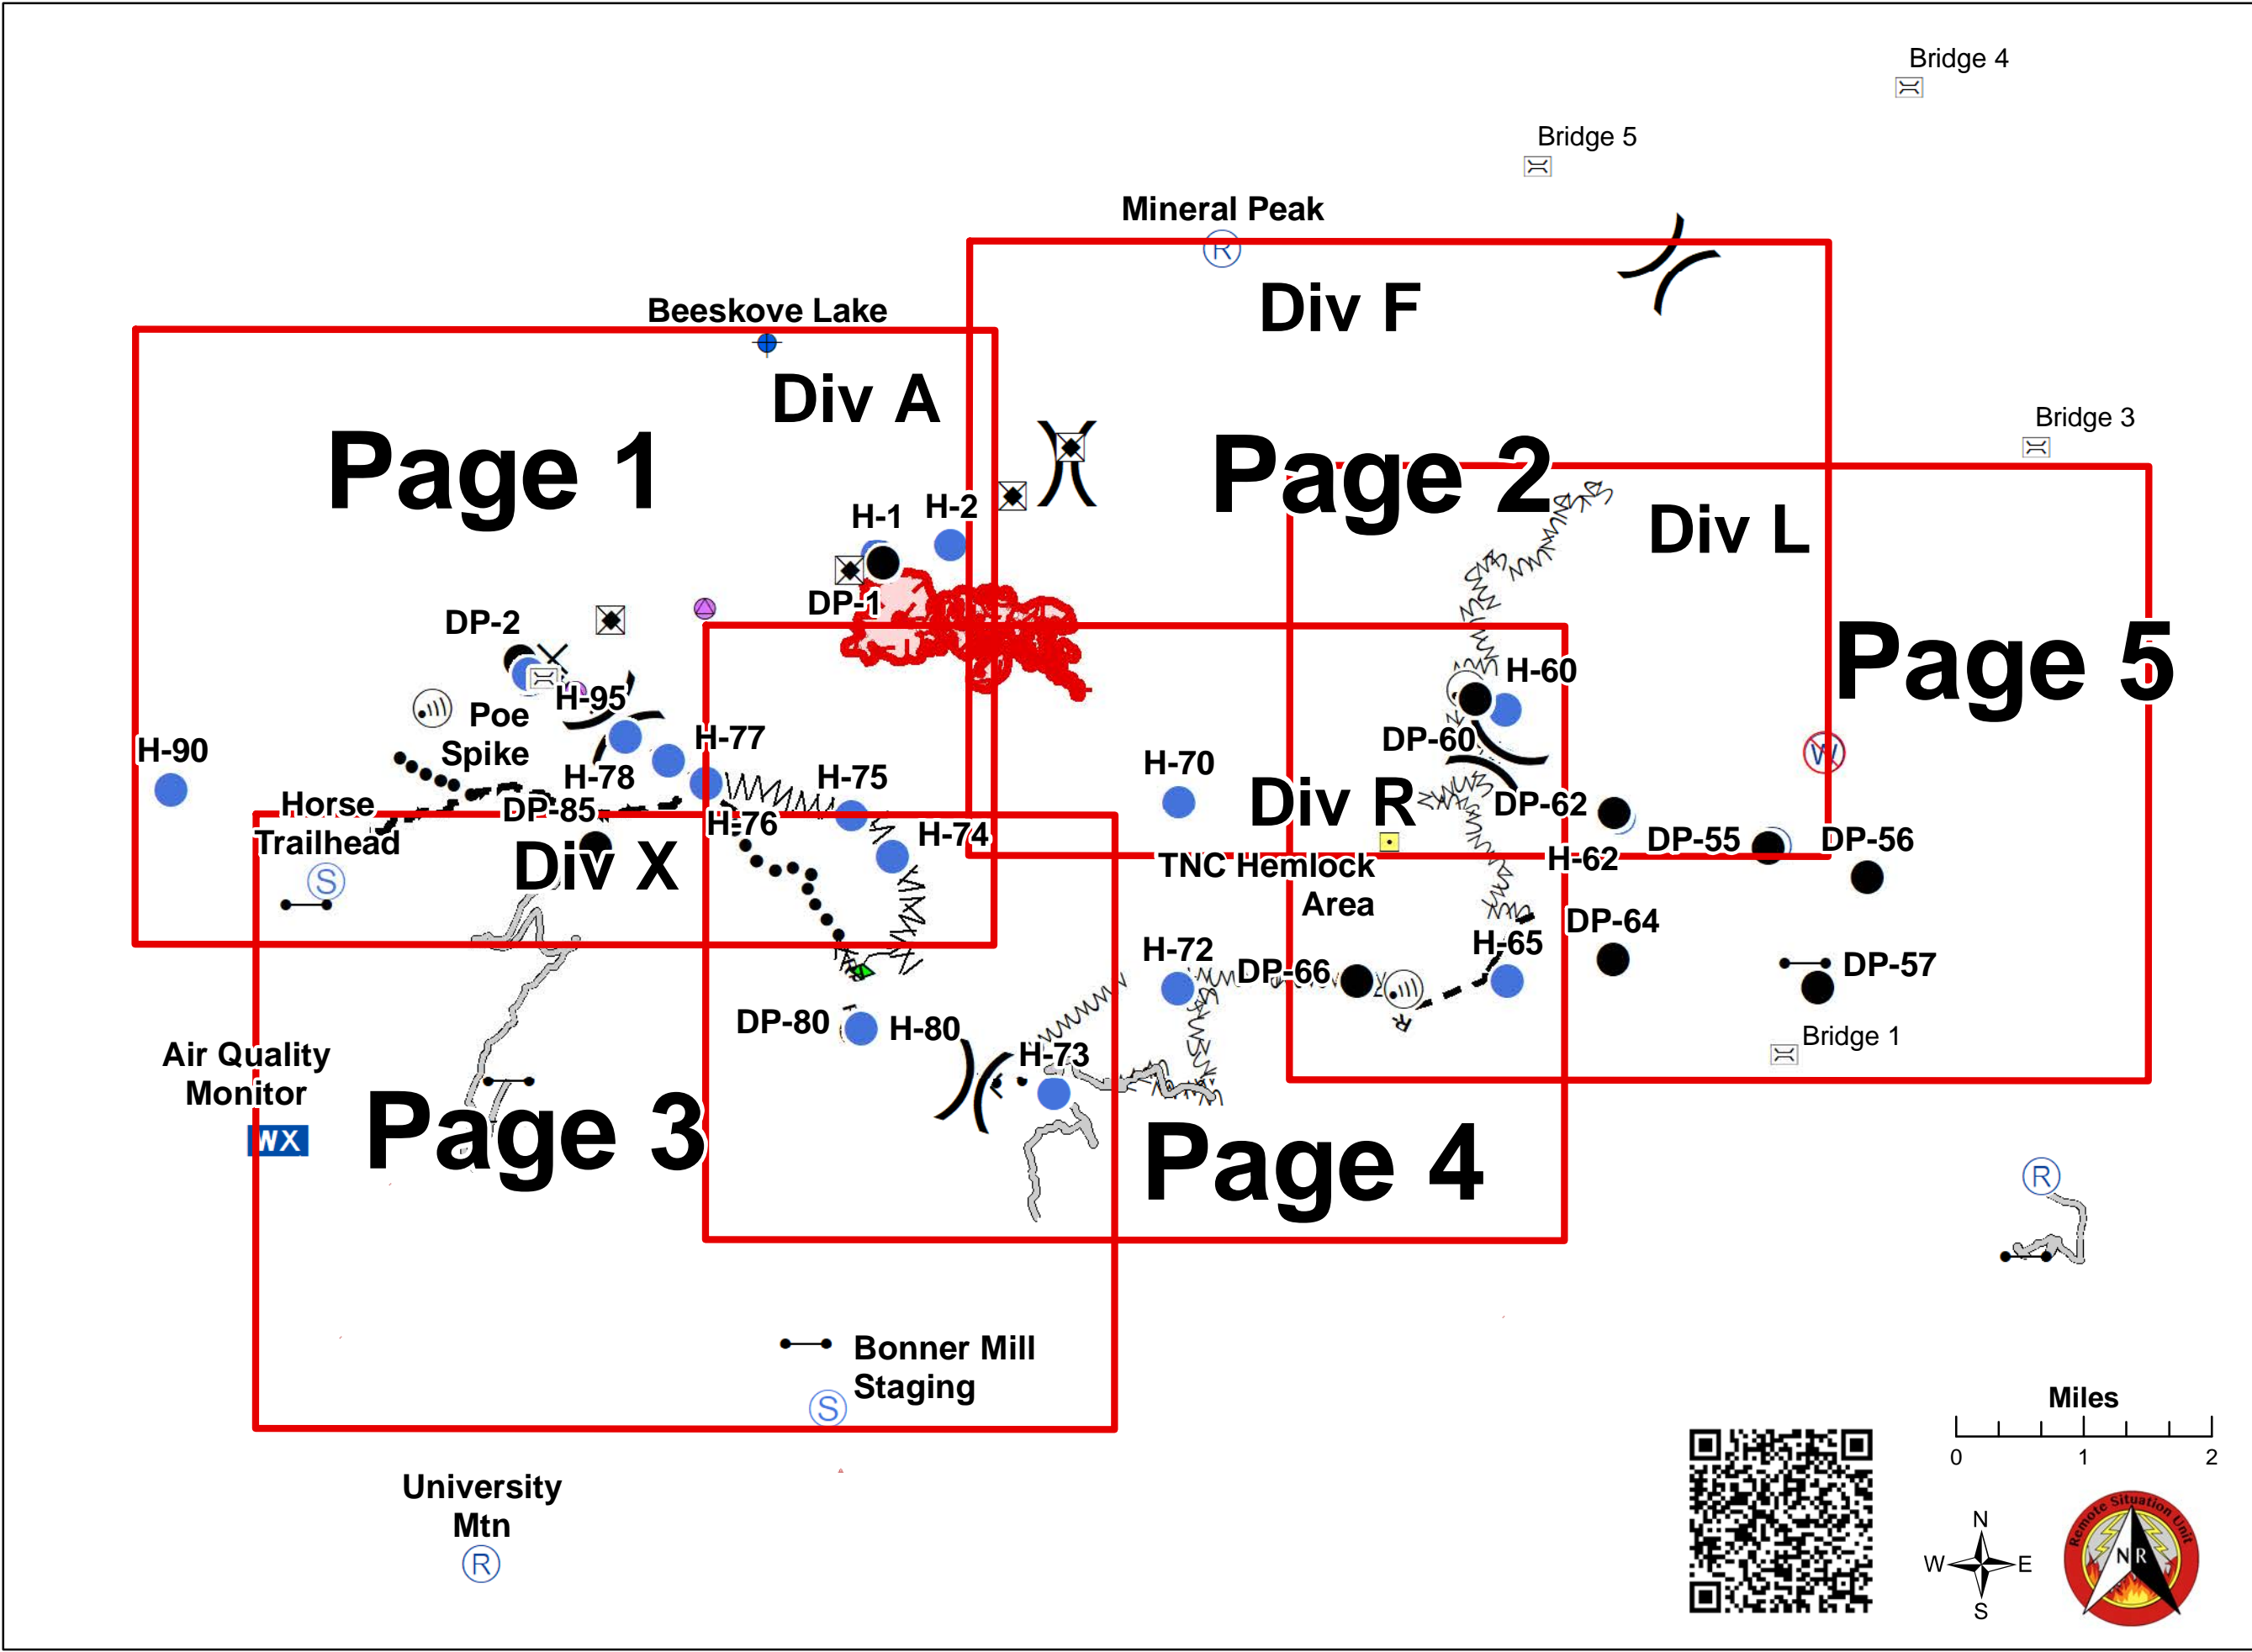 Bridge 4
Bridge 5
Mineral Peak
R
Div F
Beeskove Lake
Div A
Bridge 3
Page 1
Page 2
H-1
H-2
Div L
DP-1
DP-2
Page 5
H-60
H-95
Poe
Spike
H-77
DP-60
W
H-90
H-78
H-75
H-70
Div R
DP-62
Horse
Trailhead
DP-85
H-76
H-74
DP-55
DP-56
TNC Hemlock
Area
H-62
Div X
S
DP-64
H-72
H-65
DP-66
DP-57
R
DP-80
H-80
Bridge 1
Air Quality
Monitor
H-73
WX
Page 3
Page 4
R
Bonner Mill
Staging
S
Miles
0 1 2
University
Mtn
R
N
W E
S
Remote Situation Unit
N R